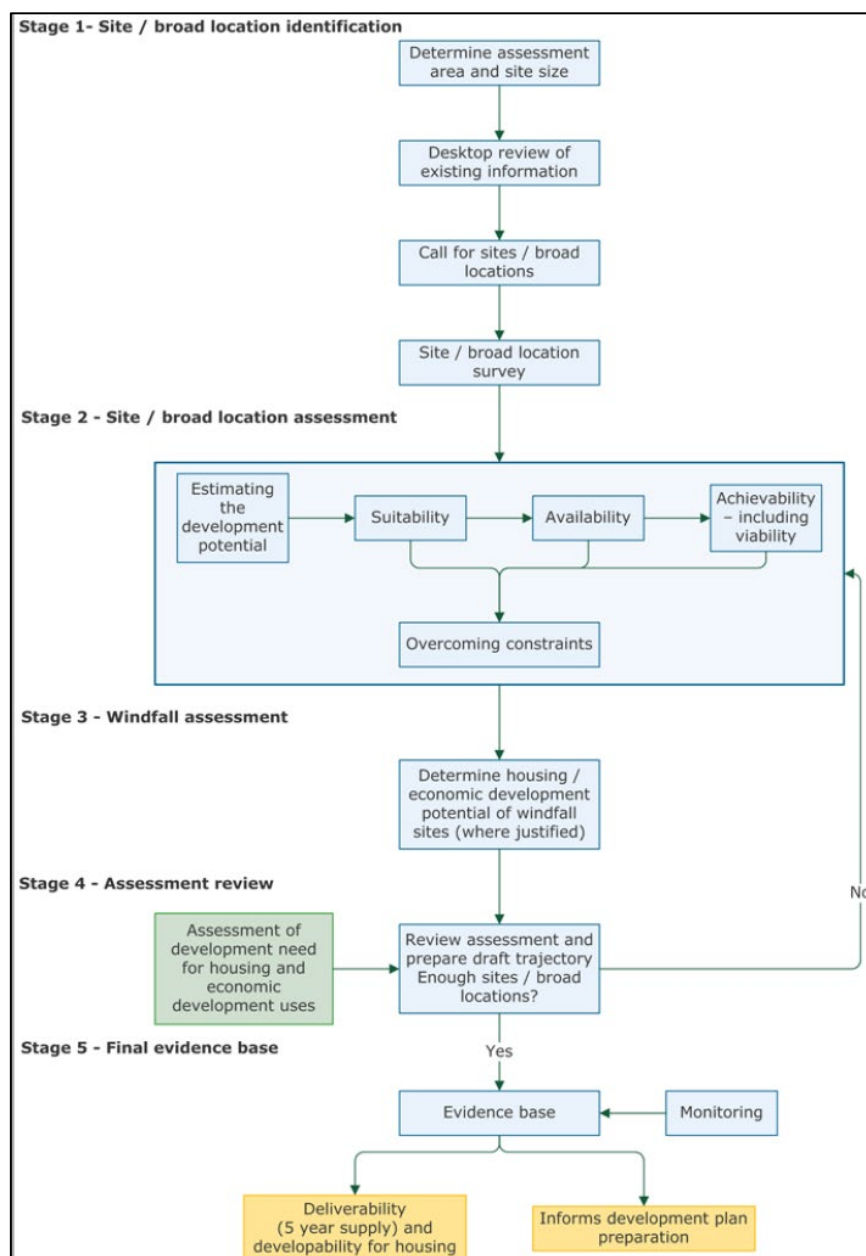 Stage 1- Site / broad location identification
Determine assessment
area and site size
Desktop review of
existing information
Call for sites / broad
locations
Site / broad location
survey
Stage 2 - Site / broad location assessment
Estimating
the
development
potential
Suitability
Availability
Achievability
– including
viability
Overcoming constraints
Stage 3 - Windfall assessment
Determine housing /
economic development
potential of windfall
sites (where justified)
Stage 4 - Assessment review
No
Assessment of
development need
for housing and
economic
development uses
Review assessment and
prepare draft trajectory
Enough sites / broad
locations?
Stage 5 - Final evidence base
Yes
Evidence base
Monitoring
Deliverability
(5 year supply) and
developability for housing
Informs development plan
preparation